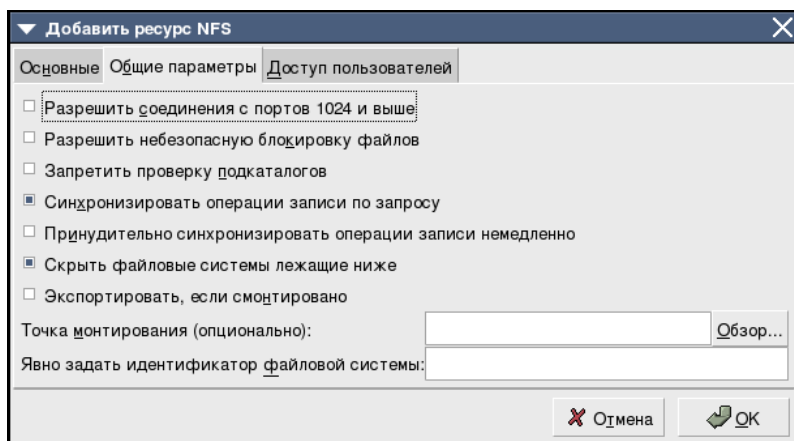 Добавить ресурс NFS
Основные Общие параметры Доступ пользователей
Разрешить соединения с портов 1024 и выше
Разрешить небезопасную блокировку файлов
Запретить проверку подкаталогов
Синхронизировать операции записи по запросу
Принудительно синхронизировать операции записи немедленно
Скрыть файловые системы лежащие ниже
Экспортировать, если смонтировано
Точка монтирования (опционально): Обзор...
Явно задать идентификатор файловой системы:
Отмена OK